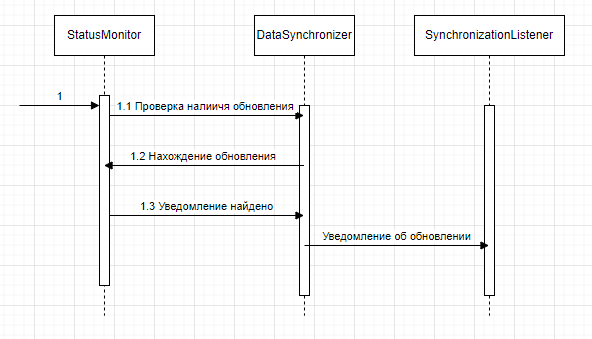 StatusMonitor
DataSynchronizer
SynchronizationListener
1
1.1 Проверка налиичя обновления
1.2 Нахождение обновления
1.3 Уведомление найдено
Уведомление об обновлении